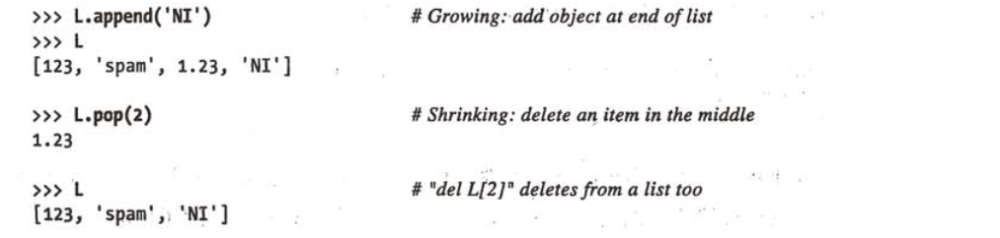 >>> L.append('NI') # Growing: add object at end of list
>>> L
[123, 'spam', 1.23, 'NI']
>>> L.pop(2) # Shrinking: delete an item in the middle
1.23
>>> L # "del L[2]" deletes from a list too
[123, 'spam', 'NI']